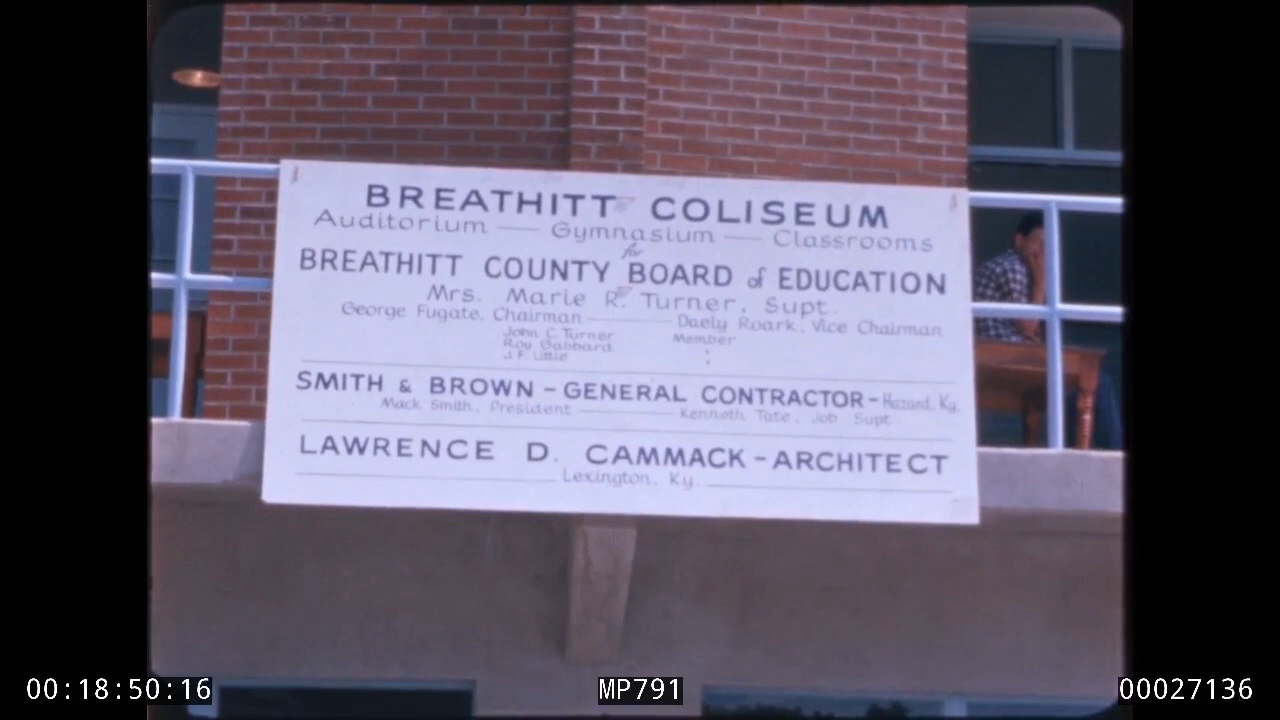 BREATHITT COLISEUM
Auditorium — Gymnasium — Classrooms
for
BREATHITT COUNTY BOARD of EDUCATION
Mrs. Marie R. Turner, Supt.
George Fugate, Chairman — Daely Roark, Vice Chairman
John C. Turner Member
Roy Gabbard "
J.F. Little "
SMITH & BROWN - GENERAL CONTRACTOR - Hazard, Ky.
Mack Smith, President — Kenneth Tate, Job Supt.
LAWRENCE D. CAMMACK - ARCHITECT
Lexington, Ky.
00:18:50:16 MP791 00027136